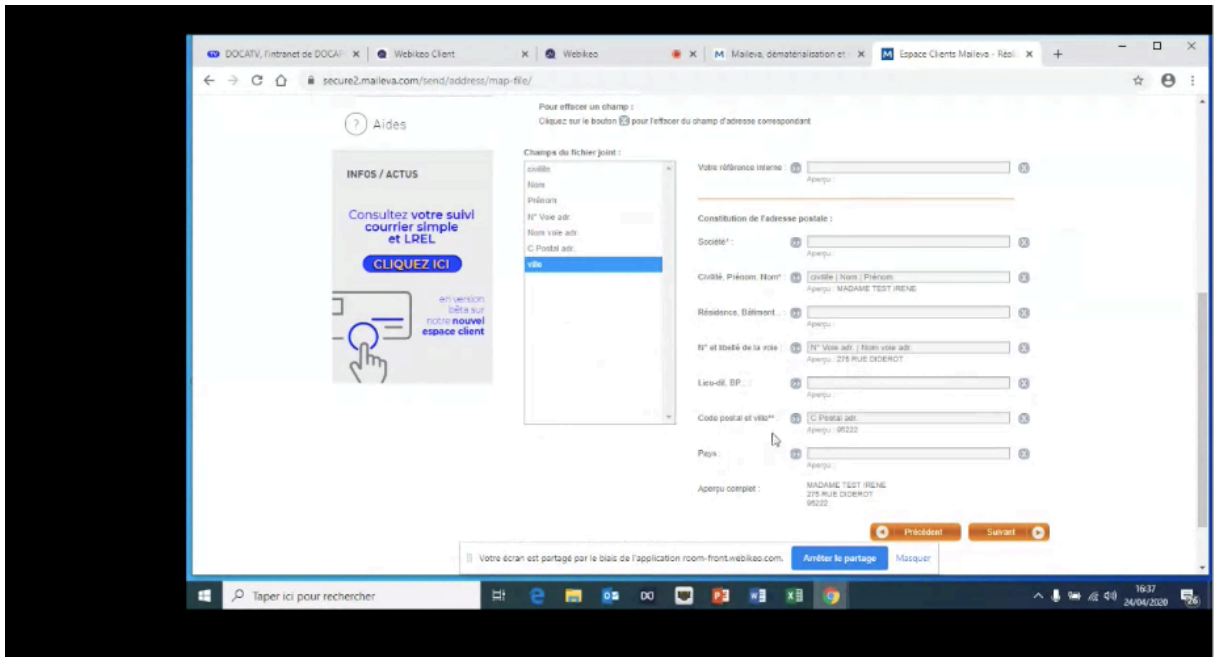 DOCATV, l'intranet de DOCAP
Webikeo Client
Webikeo
Maileva, dématérialisation et
Espace Clients Maileva - Réali
secure2.maileva.com/send/address/map-file/
Pour effacer un champ :
Cliquez sur le bouton pour l'effacer du champ d'adresse correspondant
? Aides
Champs du fichier joint :
civilite
Nom
Prénom
N° Voie adr.
Nom voie adr.
C Postal adr.
ville
INFOS / ACTUS
Consultez votre suivi
courrier simple
et LREL
CLIQUEZ ICI
en version
bêta sur
notre nouvel
espace client
Votre référence interne :
Aperçu :
Constitution de l'adresse postale :
Société* :
Aperçu :
Civilité, Prénom, Nom* : civilite | Nom | Prénom
Aperçu : MADAME TEST IRENE
Résidence, Bâtiment... :
Aperçu :
N° et libellé de la voie : N° Voie adr. | Nom voie adr.
Aperçu : 275 RUE DIDEROT
Lieu-dit, BP... :
Aperçu :
Code postal et ville** : C Postal adr.
Aperçu : 95222
Pays :
Aperçu :
Aperçu complet : MADAME TEST IRENE
275 RUE DIDEROT
95222
Précédent Suivant
Votre écran est partagé par le biais de l'application room-front.webikeo.com. Arrêter le partage Masquer
Taper ici pour rechercher
16:37
24/04/2020
26